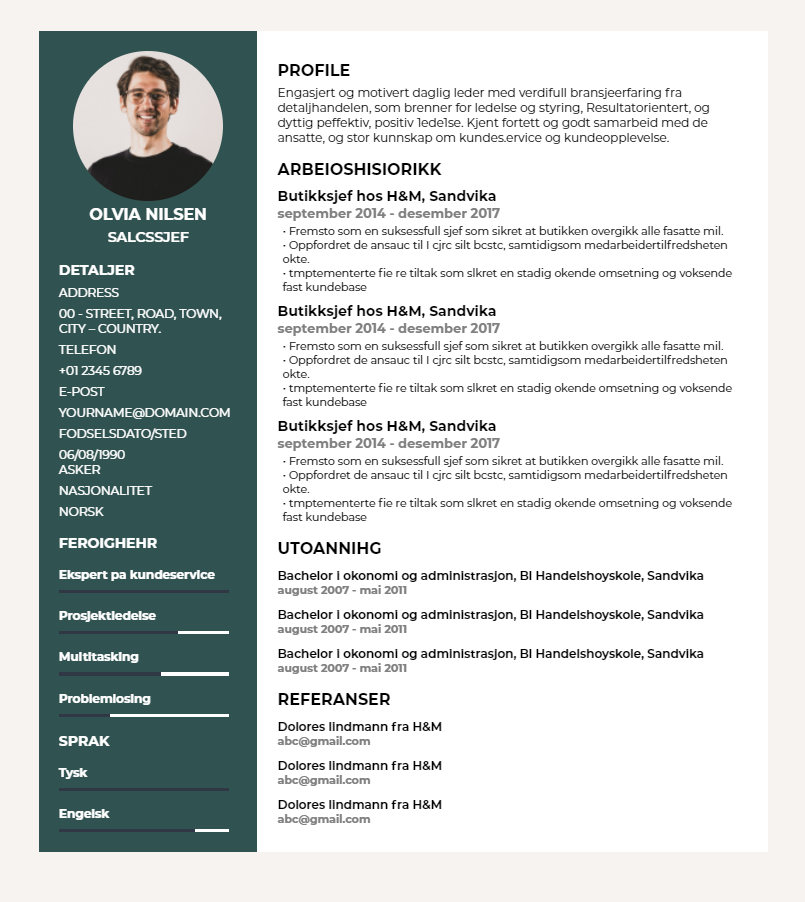 OLVIA NILSEN
SALCSSJEF
DETALJER
ADDRESS
00 - STREET, ROAD, TOWN,
CITY – COUNTRY.
TELEFON
+01 2345 6789
E-POST
YOURNAME@DOMAIN.COM
FODSELSDATO/STED
06/08/1990
ASKER
NASJONALITET
NORSK
FEROIGHEHR
Ekspert pa kundeservice
Prosjektledelse
Multitasking
Problemlosing
SPRAK
Tysk
Engelsk
PROFILE
Engasjert og motivert daglig leder med verdifull bransjeerfaring fra
detaljhandelen, som brenner for ledelse og styring, Resultatorientert, og
dyttig peffektiv, positiv 1ede1se. Kjent fortett og godt samarbeid med de
ansatte, og stor kunnskap om kundes.ervice og kundeopplevelse.
ARBEIOSHISIORIKK
Butikksjef hos H&M, Sandvika
september 2014 - desember 2017
· Fremsto som en suksessfull sjef som sikret at butikken overgikk alle fasatte mil.
· Oppfordret de ansauc til I cjrc silt bcstc, samtidigsom medarbeidertilfredsheten
okte.
· tmptementerte fie re tiltak som slkret en stadig okende omsetning og voksende
fast kundebase
Butikksjef hos H&M, Sandvika
september 2014 - desember 2017
· Fremsto som en suksessfull sjef som sikret at butikken overgikk alle fasatte mil.
· Oppfordret de ansauc til I cjrc silt bcstc, samtidigsom medarbeidertilfredsheten
okte.
· tmptementerte fie re tiltak som slkret en stadig okende omsetning og voksende
fast kundebase
Butikksjef hos H&M, Sandvika
september 2014 - desember 2017
· Fremsto som en suksessfull sjef som sikret at butikken overgikk alle fasatte mil.
· Oppfordret de ansauc til I cjrc silt bcstc, samtidigsom medarbeidertilfredsheten
okte.
· tmptementerte fie re tiltak som slkret en stadig okende omsetning og voksende
fast kundebase
UTOANNIHG
Bachelor i okonomi og administrasjon, BI Handelshoyskole, Sandvika
august 2007 - mai 2011
Bachelor i okonomi og administrasjon, BI Handelshoyskole, Sandvika
august 2007 - mai 2011
Bachelor i okonomi og administrasjon, BI Handelshoyskole, Sandvika
august 2007 - mai 2011
REFERANSER
Dolores lindmann fra H&M
abc@gmail.com
Dolores lindmann fra H&M
abc@gmail.com
Dolores lindmann fra H&M
abc@gmail.com